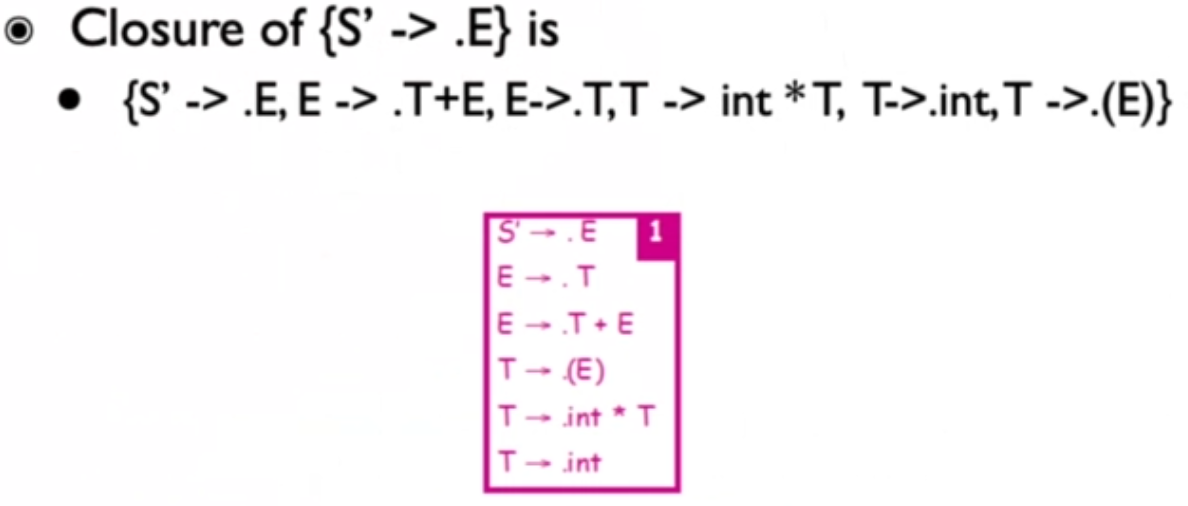 Closure of {S’ -> .E} is
{S’ -> .E, E -> .T+E, E->.T,T -> int *T, T->.int,T ->.(E)}
S' → . E 1
E → . T
E → .T + E
T → .(E)
T → .int * T
T → .int